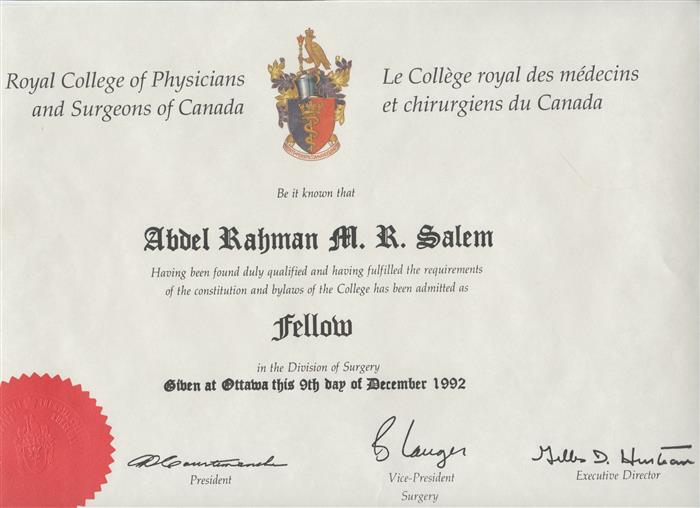 Royal College of Physicians
and Surgeons of Canada
Le Collège royal des médecins
et chirurgiens du Canada
Be it known that
Abdel Rahman M. R. Salem
Having been found duly qualified and having fulfilled the requirements
of the constitution and bylaws of the College has been admitted as
Fellow
in the Division of Surgery
Given at Ottawa this 9th day of December 1992
President
Vice-President
Surgery
Executive Director